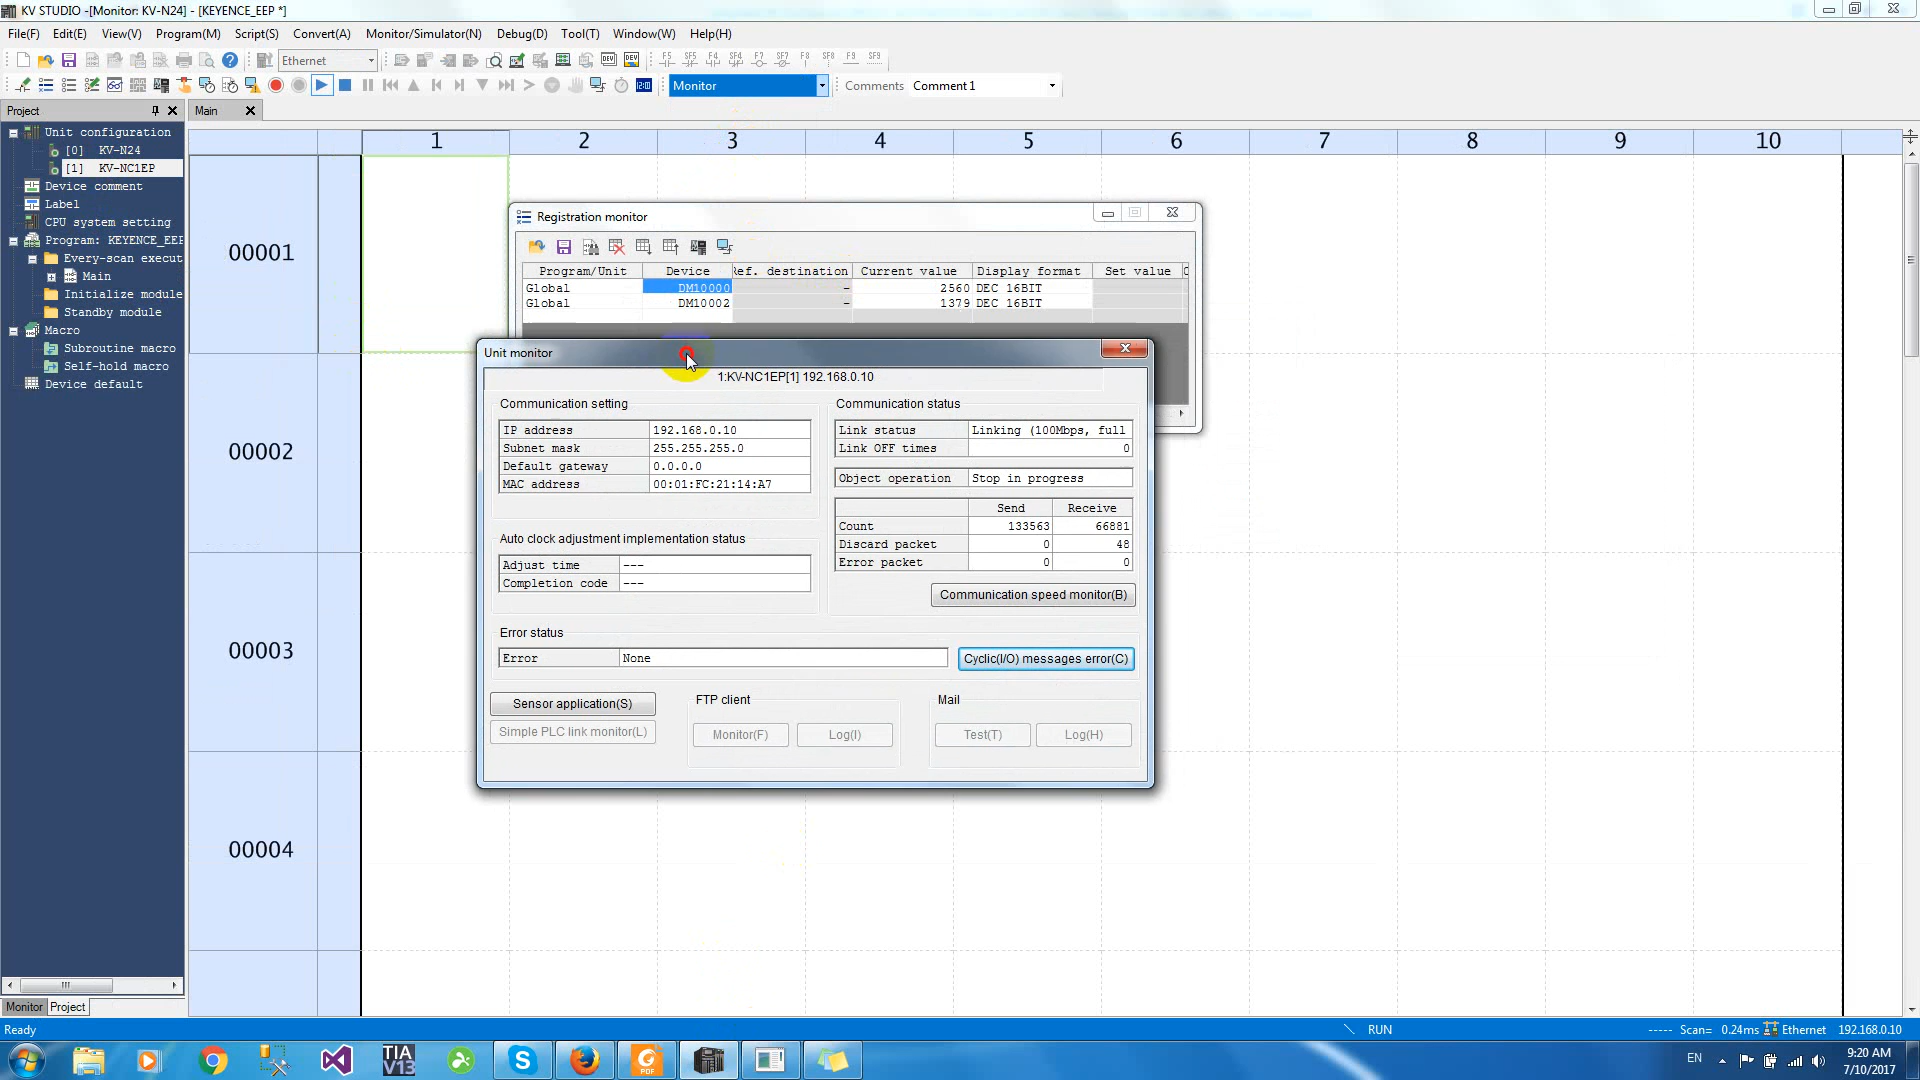 KV STUDIO -[Monitor: KV-N24] - [KEYENCE_EEP *]
File(F) Edit(E) View(V) Program(M) Script(S) Convert(A) Monitor/Simulator(N) Debug(D) Tool(T) Window(W) Help(H)
Ethernet
Monitor Comments Comment1
Project Main
1 2 3 4 5 6 7 8 9 10
Unit configuration
[0] KV-N24
[1] KV-NC1EP
Device comment
Label
CPU system setting
Program: KEYENCE_EEP
Every-scan execut
Main
Initialize module
Standby module
Macro
Subroutine macro
Self-hold macro
Device default
Monitor Project
00001
00002
00003
00004
Registration monitor
Program/Unit Device Ref. destination Current value Display format Set value
Global DM10000 - 2560 DEC 16BIT
Global DM10002 - 1379 DEC 16BIT
Unit monitor
1:KV-NC1EP[1] 192.168.0.10
Communication setting
IP address 192.168.0.10
Subnet mask 255.255.255.0
Default gateway 0.0.0.0
MAC address 00:01:FC:21:14:A7
Auto clock adjustment implementation status
Adjust time ---
Completion code ---
Communication status
Link status Linking (100Mbps, full
Link OFF times 0
Object operation Stop in progress
Send Receive
Count 133563 66881
Discard packet 0 48
Error packet 0 0
Communication speed monitor(B)
Error status
Error None
Cyclic(I/O) messages error(C)
Sensor application(S)
Simple PLC link monitor(L)
FTP client
Monitor(F) Log(I)
Mail
Test(T) Log(H)
Ready RUN ----- Scan= 0.24ms Ethernet 192.168.0.10
TIA V13
PDF
EN
9:20 AM
7/10/2017